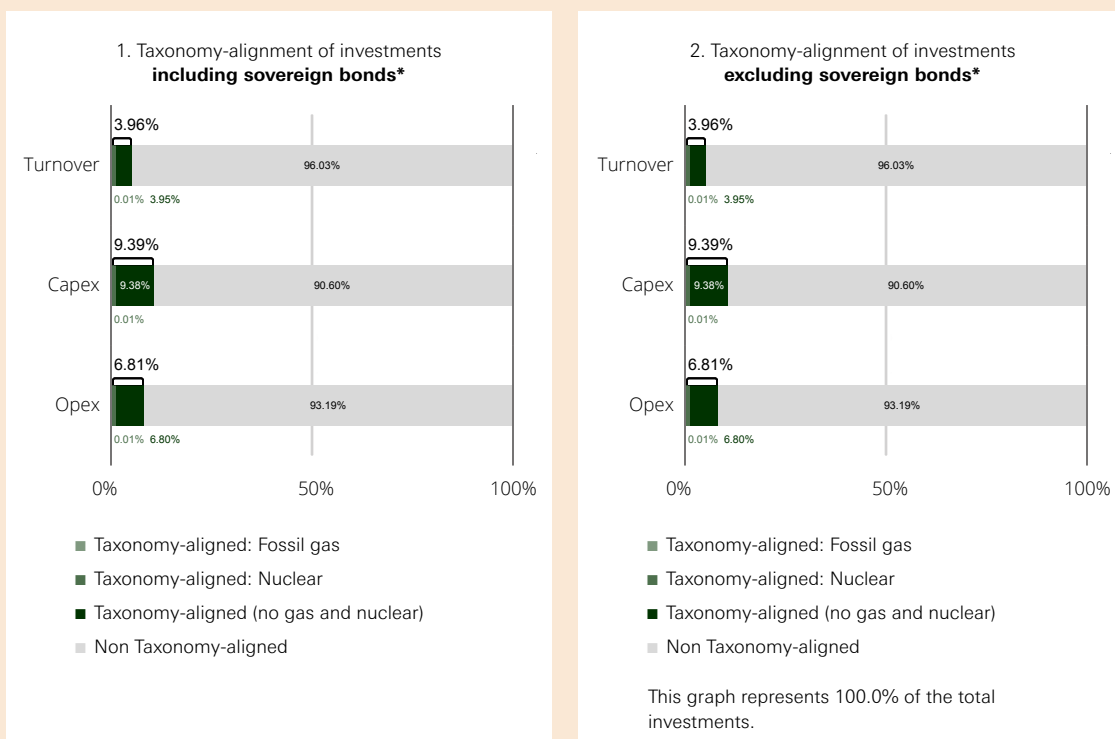 1. Taxonomy-alignment of investments
including sovereign bonds*
3.96%
Turnover
96.03%
0.01% 3.95%
9.39%
Capex
9.38%
90.60%
0.01%
6.81%
Opex
93.19%
0.01% 6.80%
0% 50% 100%
Taxonomy-aligned: Fossil gas
Taxonomy-aligned: Nuclear
Taxonomy-aligned (no gas and nuclear)
Non Taxonomy-aligned
2. Taxonomy-alignment of investments
excluding sovereign bonds*
3.96%
Turnover
96.03%
0.01% 3.95%
9.39%
Capex
9.38%
90.60%
0.01%
6.81%
Opex
93.19%
0.01% 6.80%
0% 50% 100%
Taxonomy-aligned: Fossil gas
Taxonomy-aligned: Nuclear
Taxonomy-aligned (no gas and nuclear)
Non Taxonomy-aligned
This graph represents 100.0% of the total
investments.